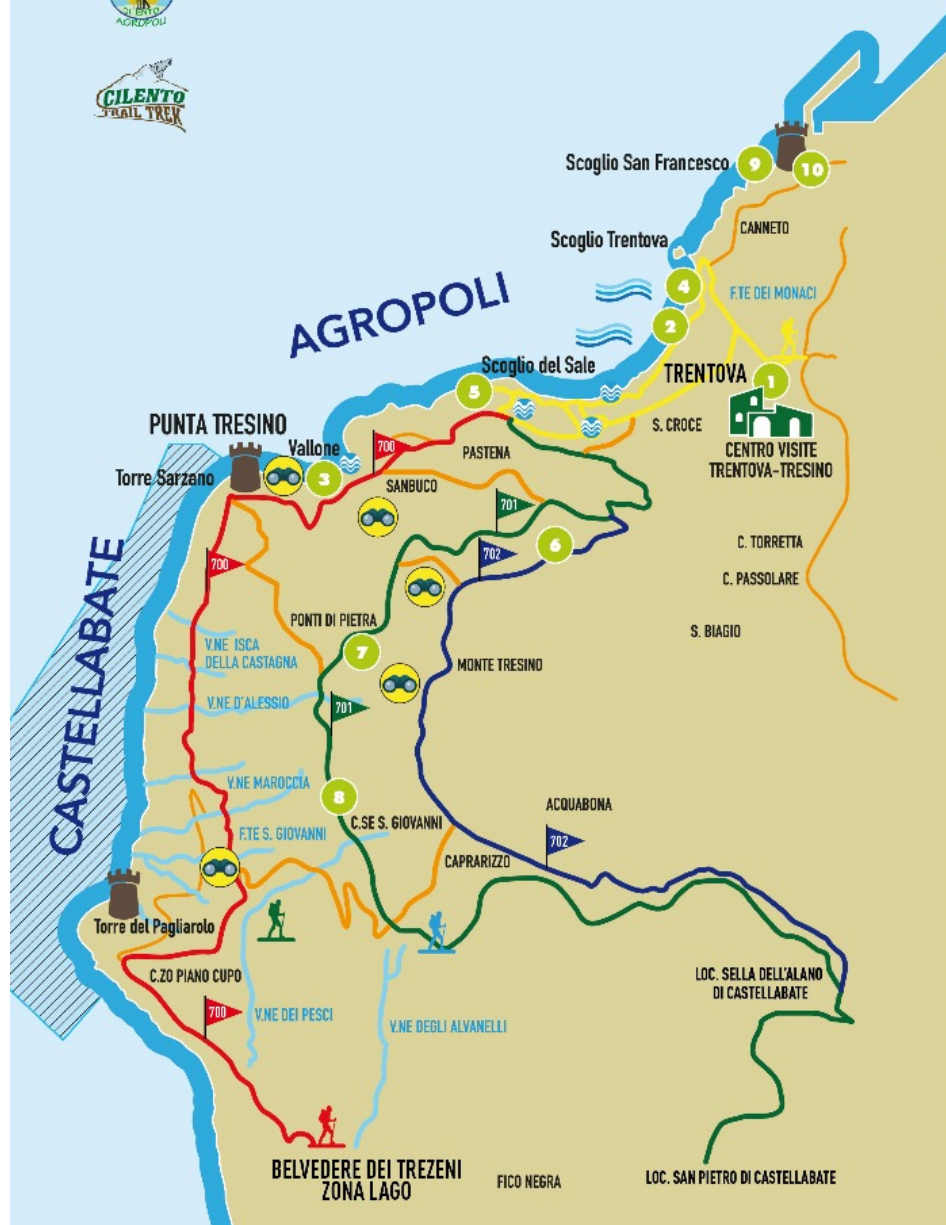 CILENTO
AGROPOLI
CILENTO
TRAIL TREK
Scoglio San Francesco
9
10
CANNETO
Scoglio Trentova
4
F.TE DEI MONACI
AGROPOLI
2
Scoglio del Sale
TRENTOVA
1
5
S. CROCE
CENTRO VISITE
TRENTOVA-TRESINO
PUNTA TRESINO
Vallone
700
PASTENA
Torre Sarzano
3
SANBUCO
701
702
6
C. TORRETTA
CASTELLABATE
700
C. PASSOLARE
PONTI DI PIETRA
S. BIAGIO
V.NE ISCA
DELLA CASTAGNA
7
MONTE TRESINO
V.NE D'ALESSIO
701
V.NE MAROCCIA
8
ACQUABONA
F.TE S. GIOVANNI
C.SE S. GIOVANNI
702
CAPRARIZZO
Torre del Pagliarolo
C.ZO PIANO CUPO
LOC. SELLA DELL'ALANO
DI CASTELLABATE
700
V.NE DEI PESCI
V.NE DEGLI ALVANELLI
BELVEDERE DEI TREZENI
ZONA LAGO
FICO NEGRA
LOC. SAN PIETRO DI CASTELLABATE